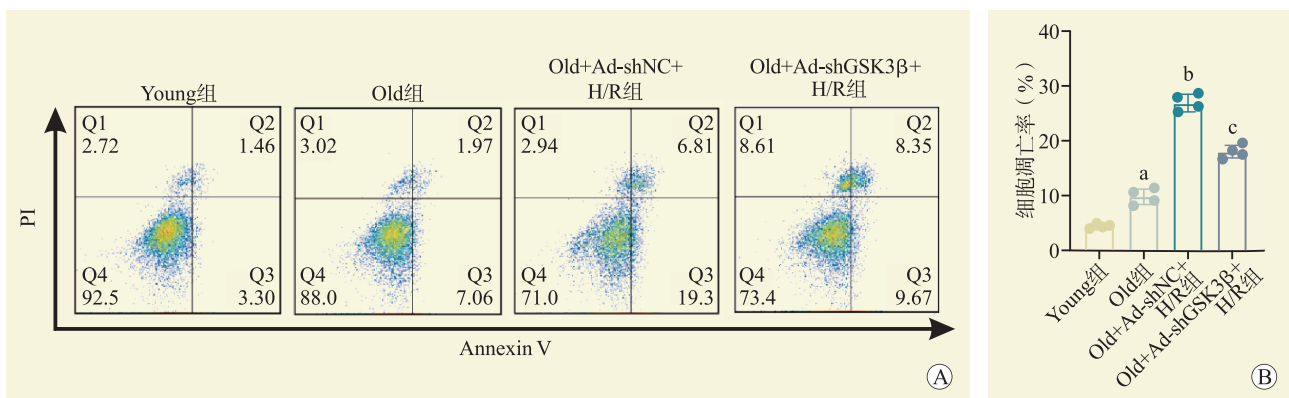 Young组
Q1
2.72
Q2
1.46
Q4
92.5
Q3
3.30
Old组
Q1
3.02
Q2
1.97
Q4
88.0
Q3
7.06
Old+Ad-shNC+
H/R组
Q1
2.94
Q2
6.81
Q4
71.0
Q3
19.3
Old+Ad-shGSK3β+
H/R组
Q1
8.61
Q2
8.35
Q4
73.4
Q3
9.67
PI
Annexin V
A
细胞凋亡率(%)
40
30
20
10
0
a
b
c
Young组
Old组
Old+Ad-shNC+
H/R组
Old+Ad-shGSK3β+
H/R组
B